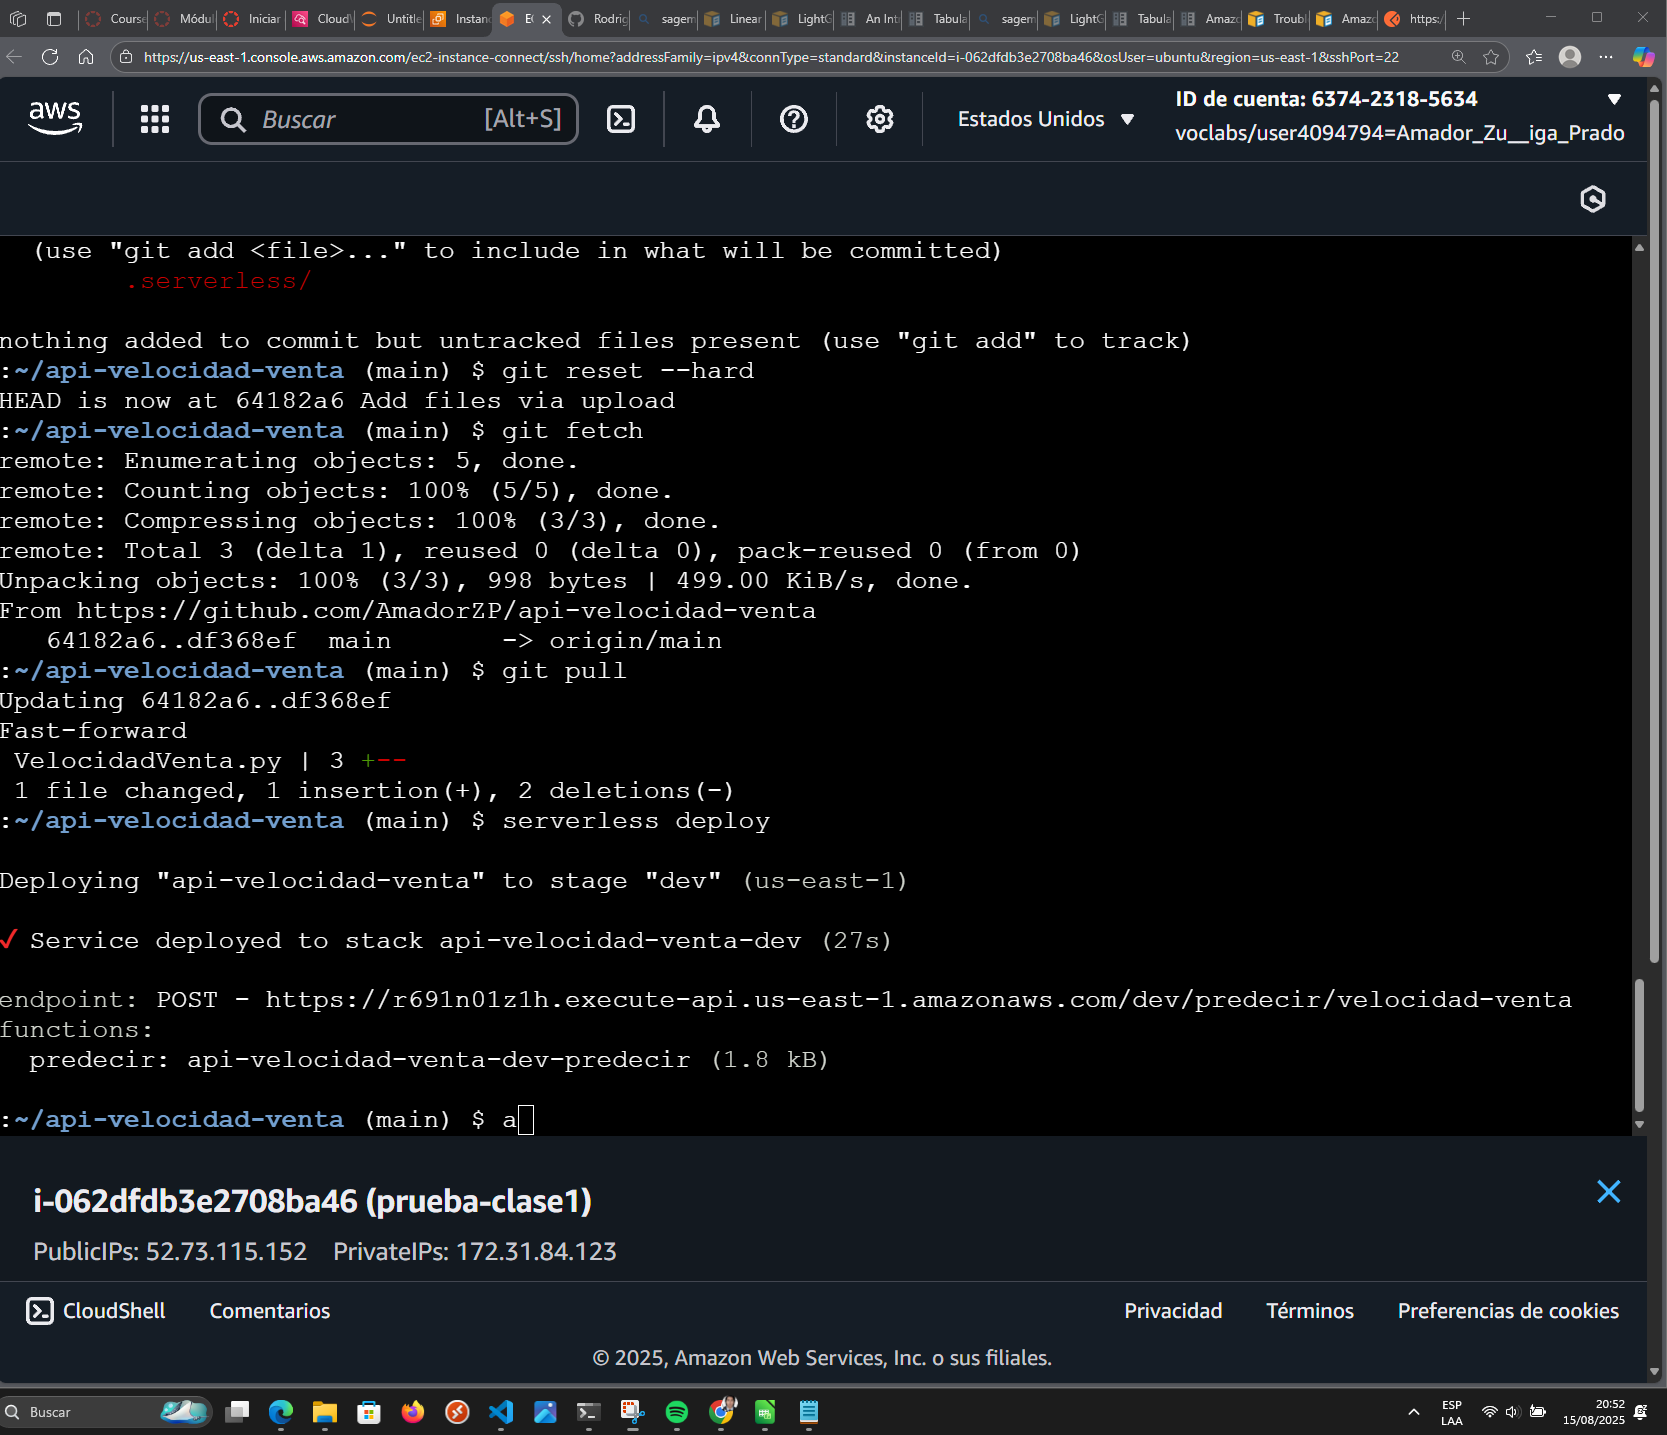 Course
Módul
Iniciar
CloudW
Untitle
Instanc
EC
Rodrig
sagem
Linear
LightG
An Int
Tabula
sagem
LightG
Tabula
Amazo
Troubl
Amazo
https:/
https://us-east-1.console.aws.amazon.com/ec2-instance-connect/ssh/home?addressFamily=ipv4&connType=standard&instanceId=i-062dfdb3e2708ba46&osUser=ubuntu&region=us-east-1&sshPort=22
aws
Buscar [Alt+S]
Estados Unidos
ID de cuenta: 6374-2318-5634
voclabs/user4094794=Amador_Zu__iga_Prado
(use "git add <file>..." to include in what will be committed)
.serverless/
nothing added to commit but untracked files present (use "git add" to track)
:~/api-velocidad-venta (main) $ git reset --hard
HEAD is now at 64182a6 Add files via upload
:~/api-velocidad-venta (main) $ git fetch
remote: Enumerating objects: 5, done.
remote: Counting objects: 100% (5/5), done.
remote: Compressing objects: 100% (3/3), done.
remote: Total 3 (delta 1), reused 0 (delta 0), pack-reused 0 (from 0)
Unpacking objects: 100% (3/3), 998 bytes | 499.00 KiB/s, done.
From https://github.com/AmadorZP/api-velocidad-venta
64182a6..df368ef main -> origin/main
:~/api-velocidad-venta (main) $ git pull
Updating 64182a6..df368ef
Fast-forward
VelocidadVenta.py | 3 +--
1 file changed, 1 insertion(+), 2 deletions(-)
:~/api-velocidad-venta (main) $ serverless deploy
Deploying "api-velocidad-venta" to stage "dev" (us-east-1)
✓ Service deployed to stack api-velocidad-venta-dev (27s)
endpoint: POST - https://r691n01z1h.execute-api.us-east-1.amazonaws.com/dev/predecir/velocidad-venta
functions:
predecir: api-velocidad-venta-dev-predecir (1.8 kB)
:~/api-velocidad-venta (main) $ a
i-062dfdb3e2708ba46 (prueba-clase1)
PublicIPs: 52.73.115.152 PrivateIPs: 172.31.84.123
CloudShell Comentarios Privacidad Términos Preferencias de cookies
© 2025, Amazon Web Services, Inc. o sus filiales.
Buscar
ESP
LAA
20:52
15/08/2025